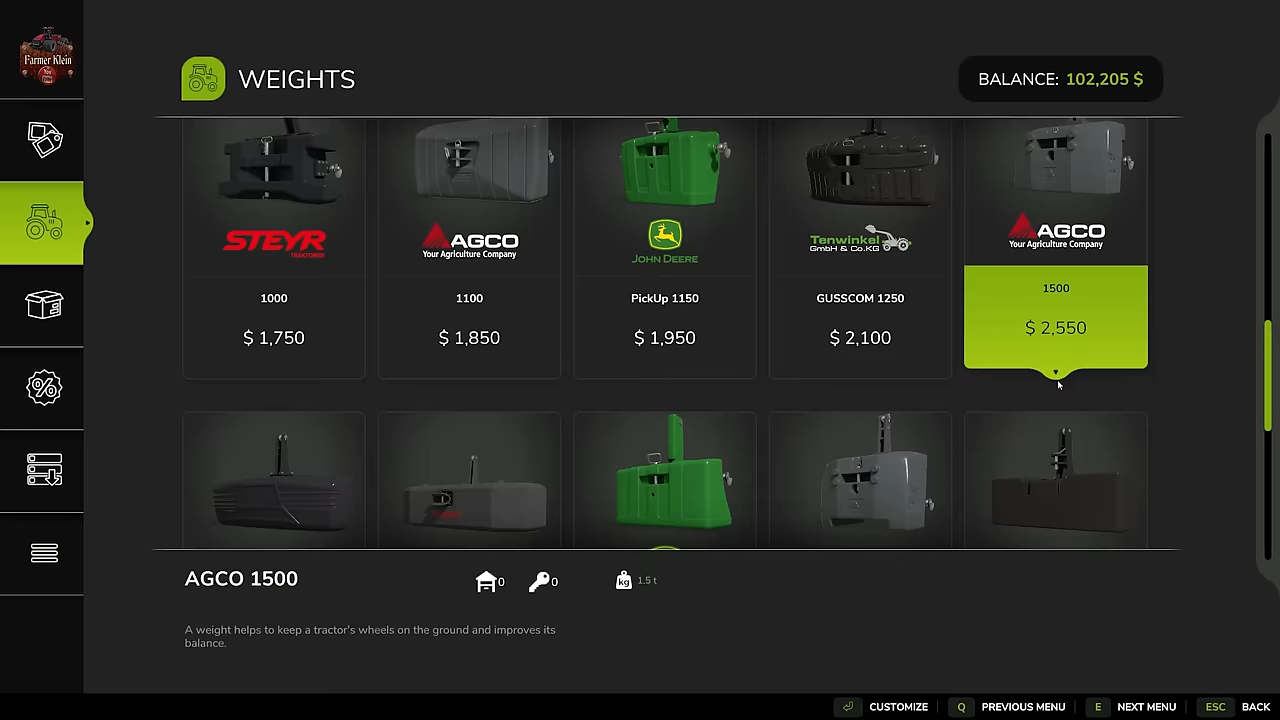 Farmer Klein
You
Tube
WEIGHTS
BALANCE: 102,205 $
STEYR
TRAKTOREN
AGCO
Your Agriculture Company
JOHN DEERE
Tenwinkel
GmbH & Co.KG
AGCO
Your Agriculture Company
1000
1100
PickUp 1150
GUSSCOM 1250
1500
$ 1,750
$ 1,850
$ 1,950
$ 2,100
$ 2,550
AGCO 1500
0
0
kg
1.5 t
A weight helps to keep a tractor's wheels on the ground and improves its
balance.
CUSTOMIZE
Q
PREVIOUS MENU
E
NEXT MENU
ESC
BACK